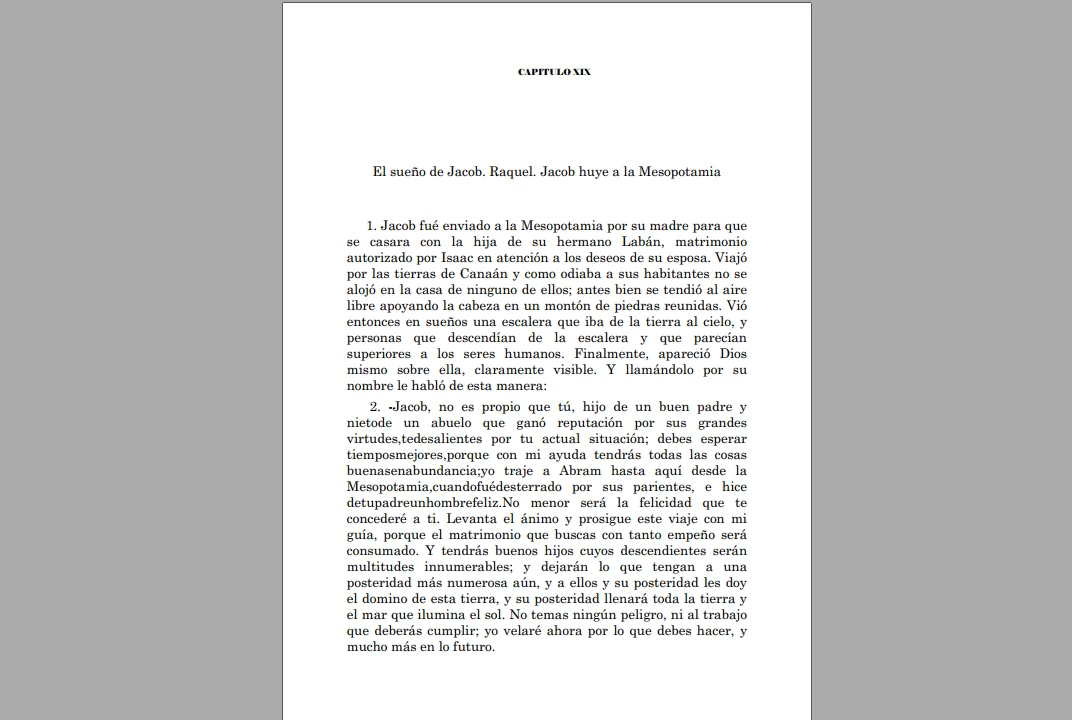 CAPITULO XIX
El sueño de Jacob. Raquel. Jacob huye a la Mesopotamia
1. Jacob fué enviado a la Mesopotamia por su madre para que
se casara con la hija de su hermano Labán, matrimonio
autorizado por Isaac en atención a los deseos de su esposa. Viajó
por las tierras de Canaán y como odiaba a sus habitantes no se
alojó en la casa de ninguno de ellos; antes bien se tendió al aire
libre apoyando la cabeza en un montón de piedras reunidas. Vió
entonces en sueños una escalera que iba de la tierra al cielo, y
personas que descendían de la escalera y que parecían
superiores a los seres humanos. Finalmente, apareció Dios
mismo sobre ella, claramente visible. Y llamándolo por su
nombre le habló de esta manera:
2. -Jacob, no es propio que tú, hijo de un buen padre y
nietode un abuelo que ganó reputación por sus grandes
virtudes,tedesalientes por tu actual situación; debes esperar
tiemposmejores,porque con mi ayuda tendrás todas las cosas
buenasenabundancia;yo traje a Abram hasta aquí desde la
Mesopotamia,cuandofuédesterrado por sus parientes, e hice
detupadreunhombrefeliz.No menor será la felicidad que te
concederé a ti. Levanta el ánimo y prosigue este viaje con mi
guía, porque el matrimonio que buscas con tanto empeño será
consumado. Y tendrás buenos hijos cuyos descendientes serán
multitudes innumerables; y dejarán lo que tengan a una
posteridad más numerosa aún, y a ellos y su posteridad les doy
el domino de esta tierra, y su posteridad llenará toda la tierra y
el mar que ilumina el sol. No temas ningún peligro, ni al trabajo
que deberás cumplir; yo velaré ahora por lo que debes hacer, y
mucho más en lo futuro.